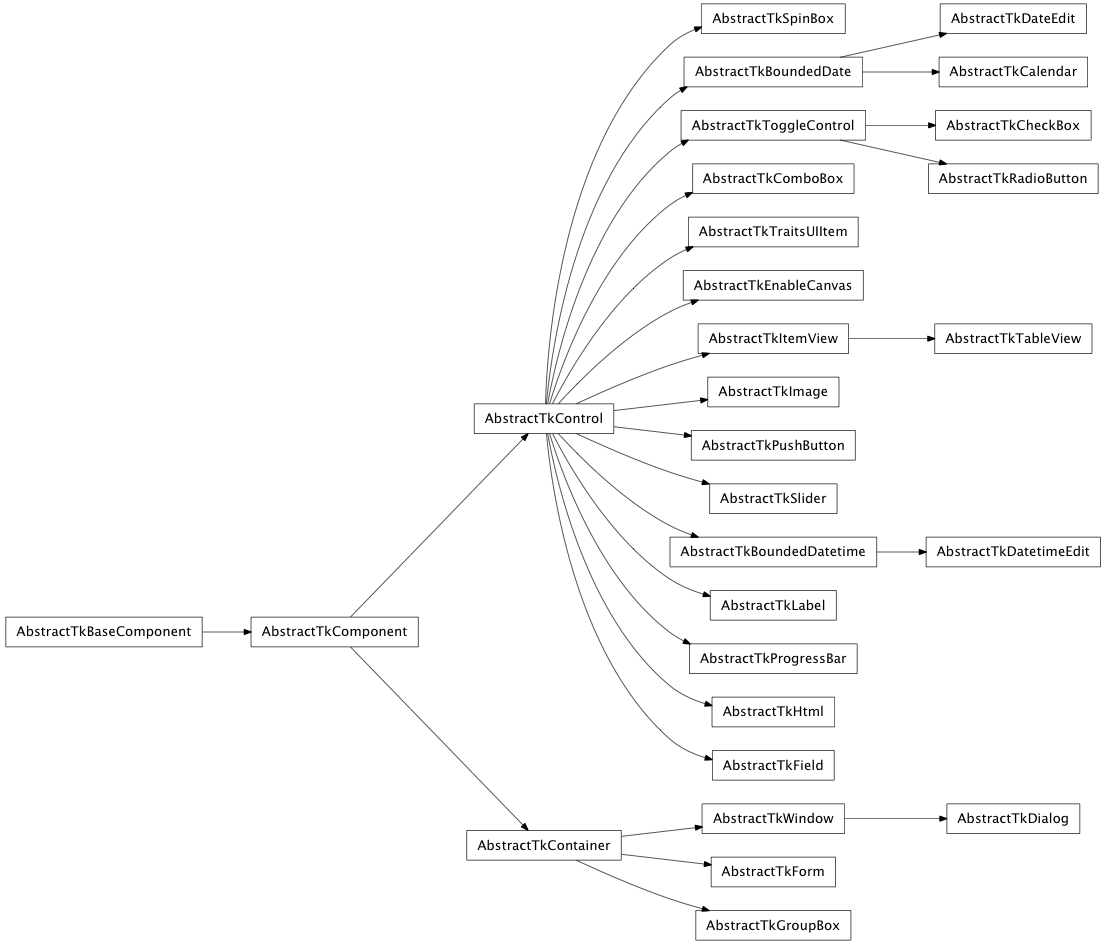 AbstractTkSpinBox
AbstractTkDateEdit
AbstractTkBoundedDate
AbstractTkCalendar
AbstractTkToggleControl
AbstractTkCheckBox
AbstractTkComboBox
AbstractTkRadioButton
AbstractTkTraitsUIItem
AbstractTkEnableCanvas
AbstractTkItemView
AbstractTkTableView
AbstractTkImage
AbstractTkControl
AbstractTkPushButton
AbstractTkSlider
AbstractTkBoundedDatetime
AbstractTkDatetimeEdit
AbstractTkLabel
AbstractTkBaseComponent
AbstractTkComponent
AbstractTkProgressBar
AbstractTkHtml
AbstractTkField
AbstractTkWindow
AbstractTkDialog
AbstractTkContainer
AbstractTkForm
AbstractTkGroupBox